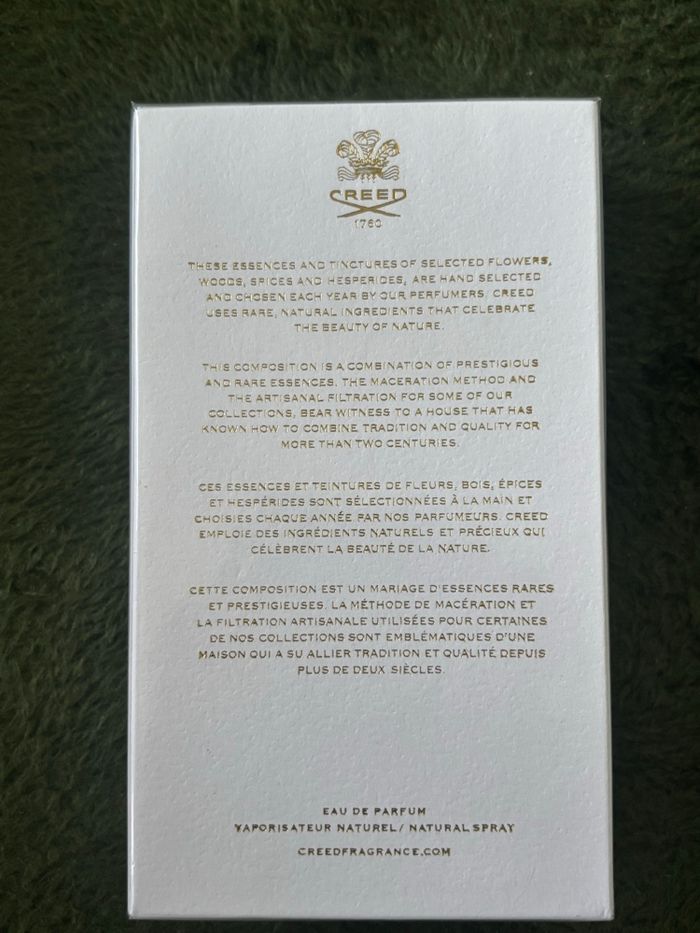 CREED
1760
THESE ESSENCES AND TINCTURES OF SELECTED FLOWERS,
WOODS, SPICES AND HESPERIDES, ARE HAND SELECTED
AND CHOSEN EACH YEAR BY OUR PERFUMERS. CREED
USES RARE, NATURAL INGREDIENTS THAT CELEBRATE
THE BEAUTY OF NATURE.
THIS COMPOSITION IS A COMBINATION OF PRESTIGIOUS
AND RARE ESSENCES. THE MACERATION METHOD AND
THE ARTISANAL FILTRATION FOR SOME OF OUR
COLLECTIONS, BEAR WITNESS TO A HOUSE THAT HAS
KNOWN HOW TO COMBINE TRADITION AND QUALITY FOR
MORE THAN TWO CENTURIES.
CES ESSENCES ET TEINTURES DE FLEURS, BOIS, ÉPICES
ET HESPÉRIDES SONT SÉLECTIONNÉES À LA MAIN ET
CHOISIES CHAQUE ANNÉE PAR NOS PARFUMEURS. CREED
EMPLOIE DES INGRÉDIENTS NATURELS ET PRÉCIEUX QUI
CÉLÈBRENT LA BEAUTÉ DE LA NATURE.
CETTE COMPOSITION EST UN MARIAGE D'ESSENCES RARES
ET PRESTIGIEUSES. LA MÉTHODE DE MACÉRATION ET
LA FILTRATION ARTISANALE UTILISÉES POUR CERTAINES
DE NOS COLLECTIONS SONT EMBLÉMATIQUES D'UNE
MAISON QUI A SU ALLIER TRADITION ET QUALITÉ DEPUIS
PLUS DE DEUX SIÈCLES.
EAU DE PARFUM
VAPORISATEUR NATUREL / NATURAL SPRAY
CREEDFRAGRANCE.COM